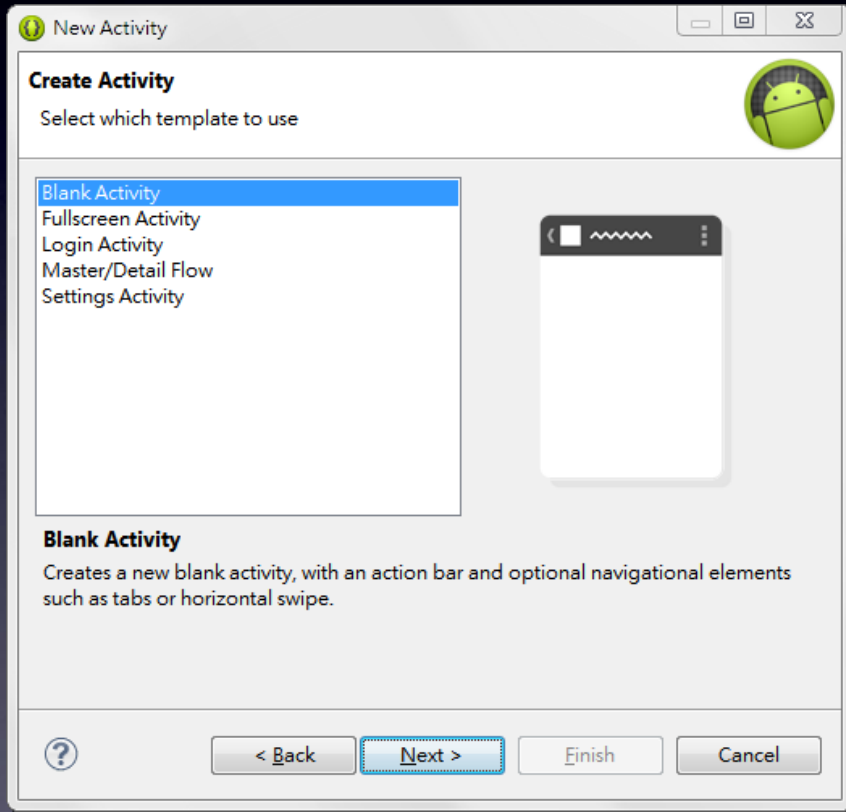 New Activity
Create Activity
Select which template to use
Blank Activity
Fullscreen Activity
Login Activity
Master/Detail Flow
Settings Activity
Blank Activity
Creates a new blank activity, with an action bar and optional navigational elements
such as tabs or horizontal swipe.
? < Back Next > Finish Cancel